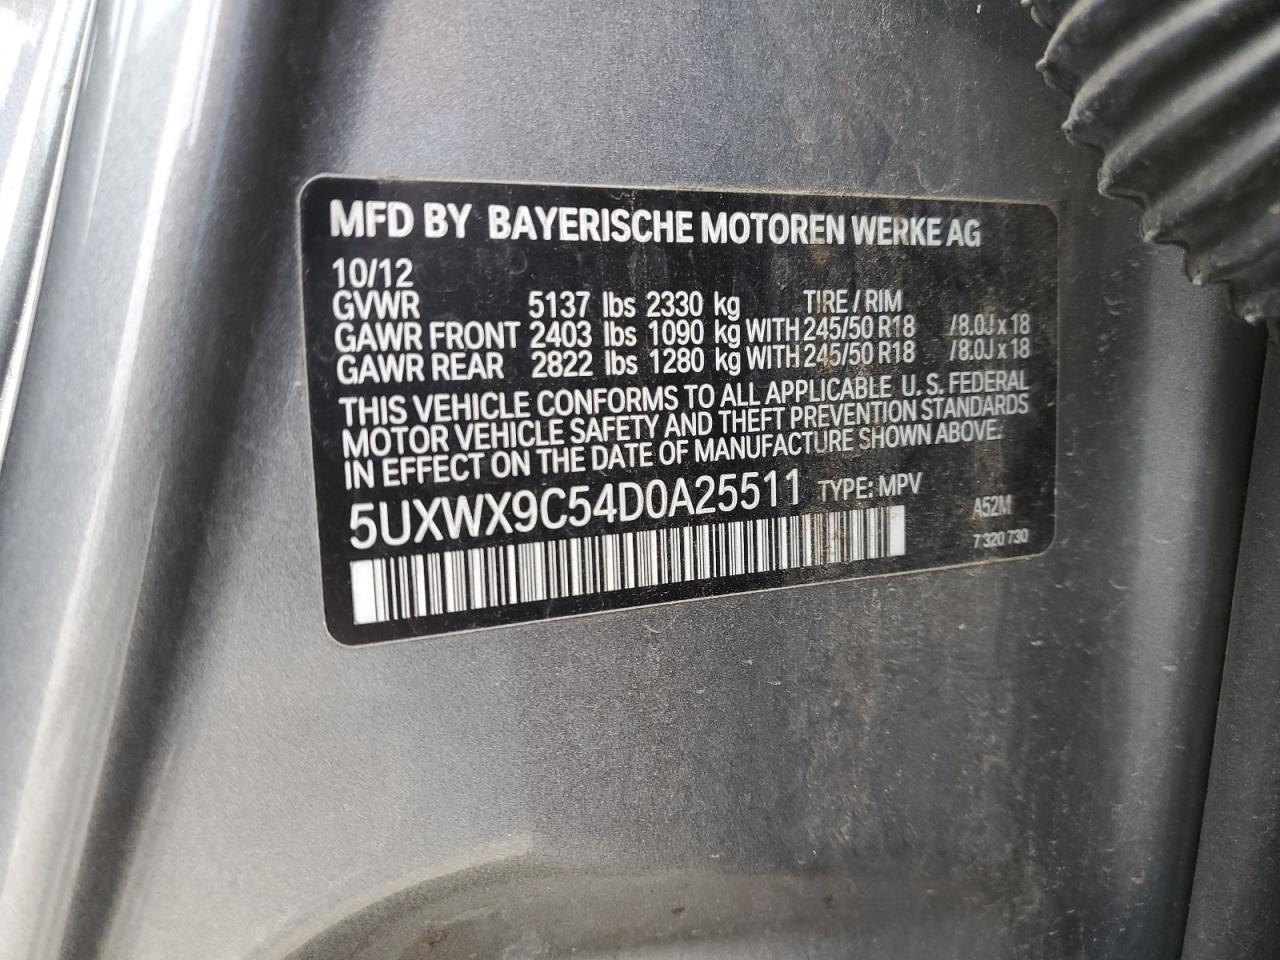 MFD BY BAYERISCHE MOTOREN WERKE AG
10/12
GVWR 5137 lbs 2330 kg TIRE / RIM
GAWR FRONT 2403 lbs 1090 kg WITH 245/50 R18 /8.0J x 18
GAWR REAR 2822 lbs 1280 kg WITH 245/50 R18 /8.0J x 18
THIS VEHICLE CONFORMS TO ALL APPLICABLE U. S. FEDERAL
MOTOR VEHICLE SAFETY AND THEFT PREVENTION STANDARDS
IN EFFECT ON THE DATE OF MANUFACTURE SHOWN ABOVE.
5UXWX9C54D0A25511 TYPE: MPV
A52M
7 320 730